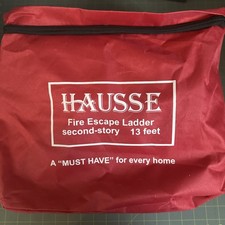 HAUSSE
Fire Escape Ladder
second-story 13 feet
A "MUST HAVE" for every home